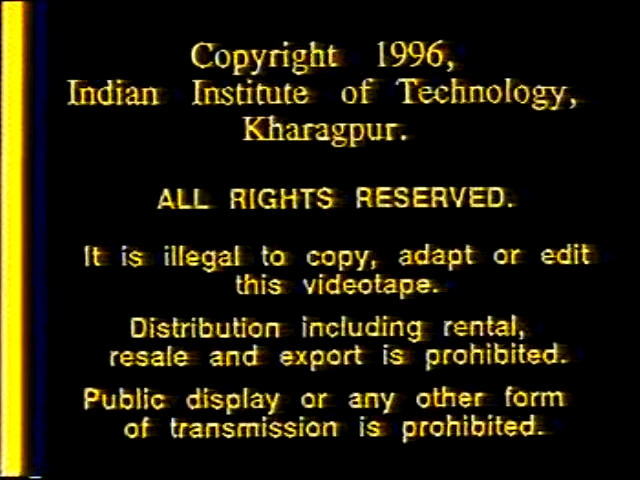 Copyright 1996,
Indian Institute of Technology,
Kharagpur.
ALL RIGHTS RESERVED.
It is illegal to copy, adapt or edit
this videotape.
Distribution including rental,
resale and export is prohibited.
Public display or any other form
of transmission is prohibited.